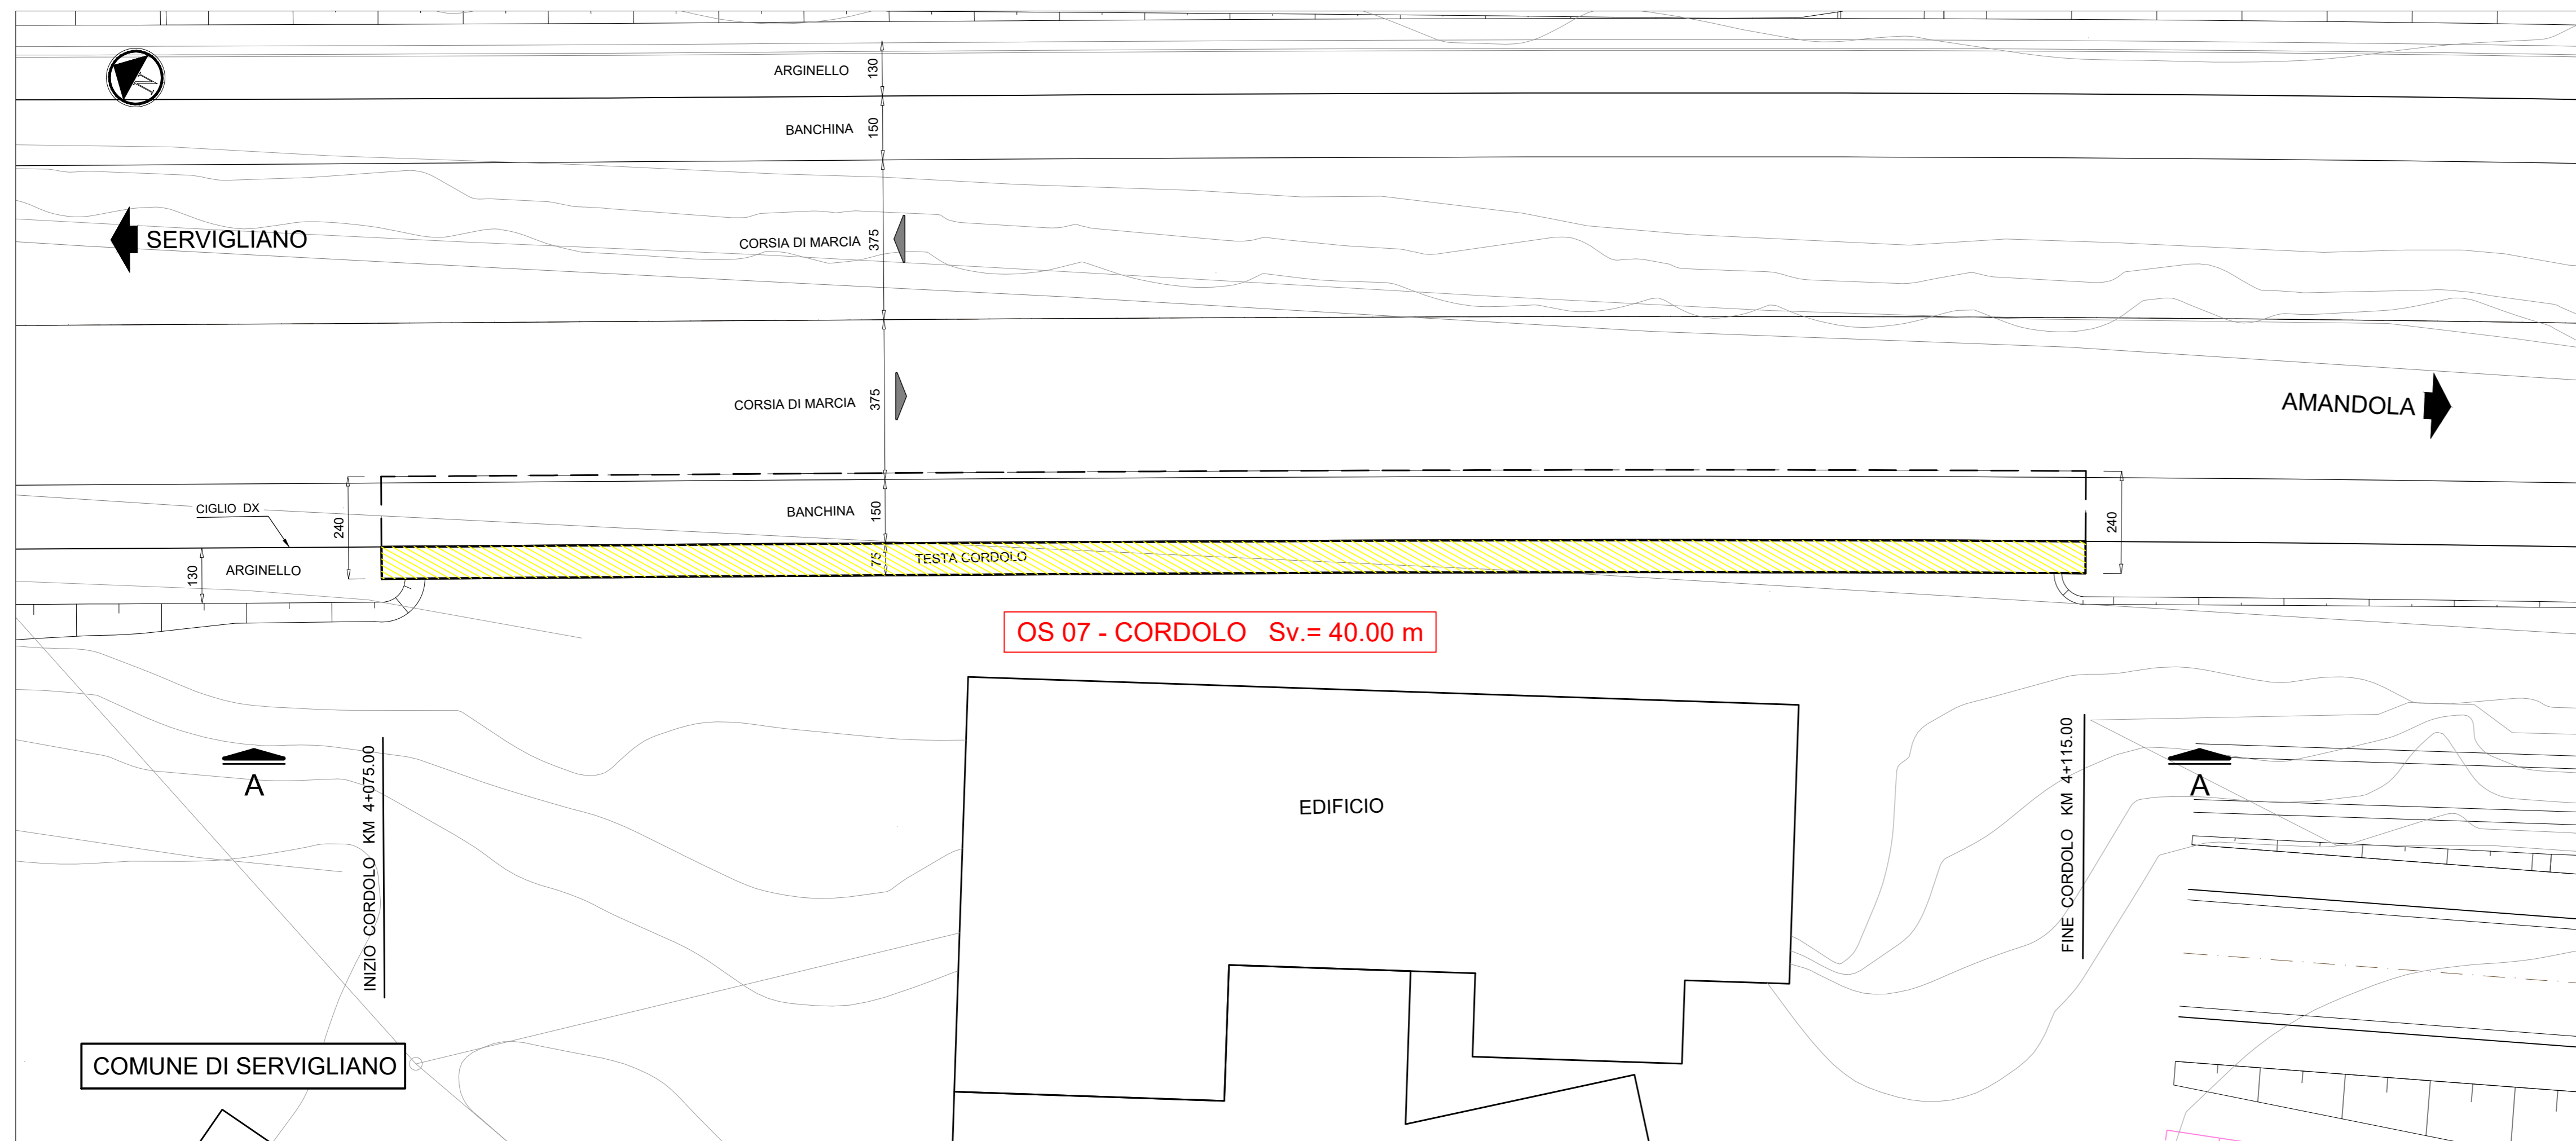 N
ARGINELLO 130
BANCHINA 150
SERVIGLIANO
CORSIA DI MARCIA 375
CORSIA DI MARCIA 375
AMANDOLA
CIGLIO DX
240
BANCHINA 150
240
130
ARGINELLO
75
TESTA CORDOLO
OS 07 - CORDOLO Sv.= 40.00 m
INIZIO CORDOLO KM 4+075.00
FINE CORDOLO KM 4+115.00
A
A
EDIFICIO
COMUNE DI SERVIGLIANO